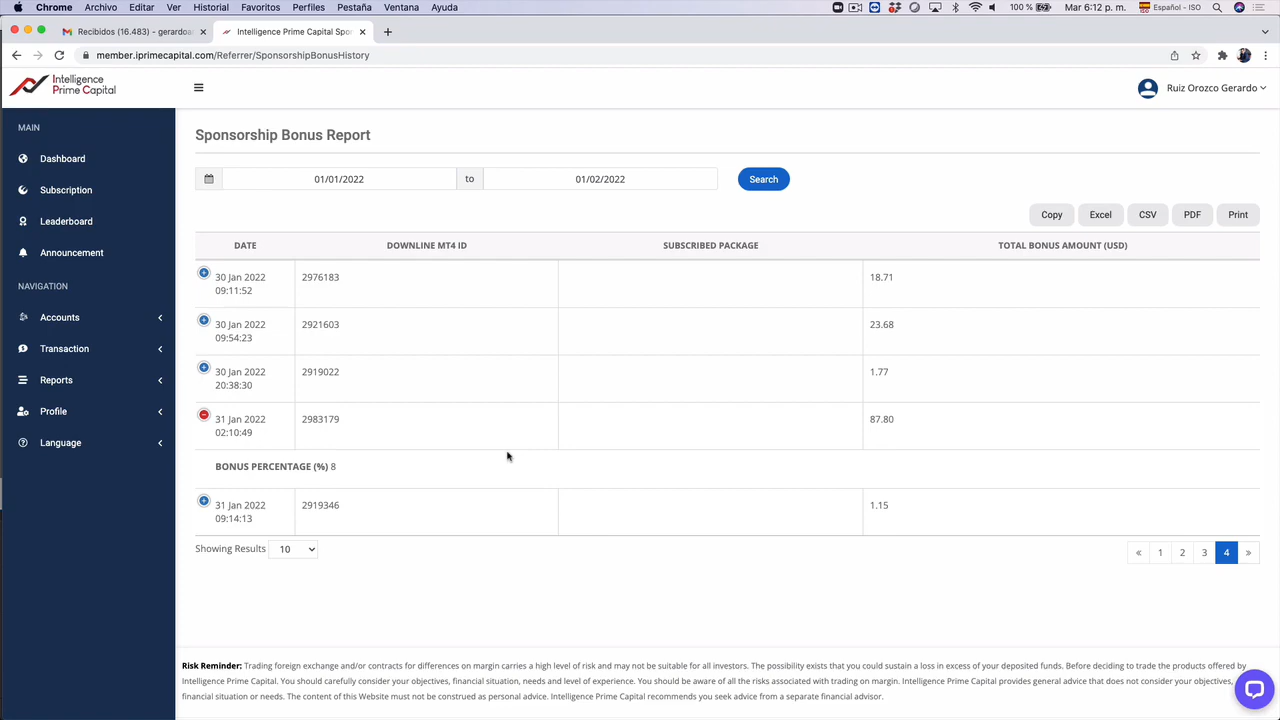 Chrome Archivo Editar Ver Historial Favoritos Perfiles Pestaña Ventana Ayuda 100 % Mar 6:12 p. m. Español - ISO
Recibidos (16.483) - gerardoa Intelligence Prime Capital Spo
member.iprimecapital.com/Referrer/SponsorshipBonusHistory
Intelligence
Prime Capital
Ruiz Orozco Gerardo
MAIN
Dashboard
Subscription
Leaderboard
Announcement
NAVIGATION
Accounts
Transaction
Reports
Profile
Language
Sponsorship Bonus Report
01/01/2022 to 01/02/2022 Search
Copy Excel CSV PDF Print
DATE DOWNLINE MT4 ID SUBSCRIBED PACKAGE TOTAL BONUS AMOUNT (USD)
30 Jan 2022 2976183 18.71
09:11:52
30 Jan 2022 2921603 23.68
09:54:23
30 Jan 2022 2919022 1.77
20:38:30
31 Jan 2022 2983179 87.80
02:10:49
BONUS PERCENTAGE (%) 8
31 Jan 2022 2919346 1.15
09:14:13
Showing Results 10 « 1 2 3 4 »
Risk Reminder: Trading foreign exchange and/or contracts for differences on margin carries a high level of risk and may not be suitable for all investors. The possibility exists that you could sustain a loss in excess of your deposited funds. Before deciding to trade the products offered by
Intelligence Prime Capital. You should carefully consider your objectives, financial situation, needs and level of experience. You should be aware of all the risks associated with trading on margin. Intelligence Prime Capital provides general advice that does not consider your objectives,
financial situation or needs. The content of this Website must not be construed as personal advice. Intelligence Prime Capital recommends you seek advice from a separate financial advisor.